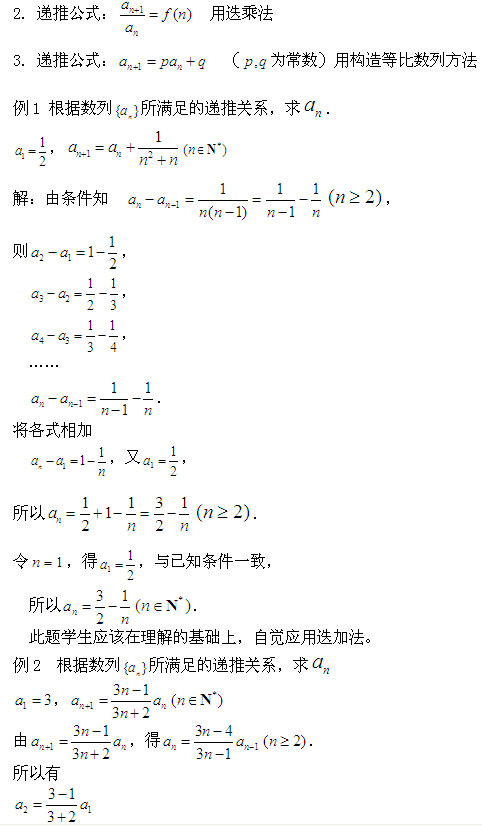 2. 递推公式：$\frac{a_{n+1}}{a_n}=f(n)$ 用迭乘法
3. 递推公式：$a_{n+1}=pa_n+q$ （$p,q$为常数）用构造等比数列方法
例1 根据数列$\{a_n\}$所满足的递推关系，求$a_n$.
$a_1=\frac{1}{2}$，$a_{n+1}=a_n+\frac{1}{n^2+n}(n\in\mathbf{N}^*)$
解：由条件知 $a_n-a_{n-1}=\frac{1}{n(n-1)}=\frac{1}{n-1}-\frac{1}{n}(n\geq2)$，
则$a_2-a_1=1-\frac{1}{2}$，
$a_3-a_2=\frac{1}{2}-\frac{1}{3}$，
$a_4-a_3=\frac{1}{3}-\frac{1}{4}$，
……
$a_n-a_{n-1}=\frac{1}{n-1}-\frac{1}{n}$.
将各式相加
$a_n-a_1=1-\frac{1}{n}$，又$a_1=\frac{1}{2}$，
所以$a_n=\frac{1}{2}+1-\frac{1}{n}=\frac{3}{2}-\frac{1}{n}(n\geq2)$.
令$n=1$，得$a_1=\frac{1}{2}$，与已知条件一致，
所以$a_n=\frac{3}{2}-\frac{1}{n}(n\in\mathbf{N}^*)$.
此题学生应该在理解的基础上，自觉应用迭加法。
例2 根据数列$\{a_n\}$所满足的递推关系，求$a_n$
$a_1=3$，$a_{n+1}=\frac{3n-1}{3n+2}a_n(n\in\mathbf{N}^*)$
由$a_{n+1}=\frac{3n-1}{3n+2}a_n$，得$a_n=\frac{3n-4}{3n-1}a_{n-1}(n\geq2)$.
所以有
$a_2=\frac{3-1}{3+2}a_1$